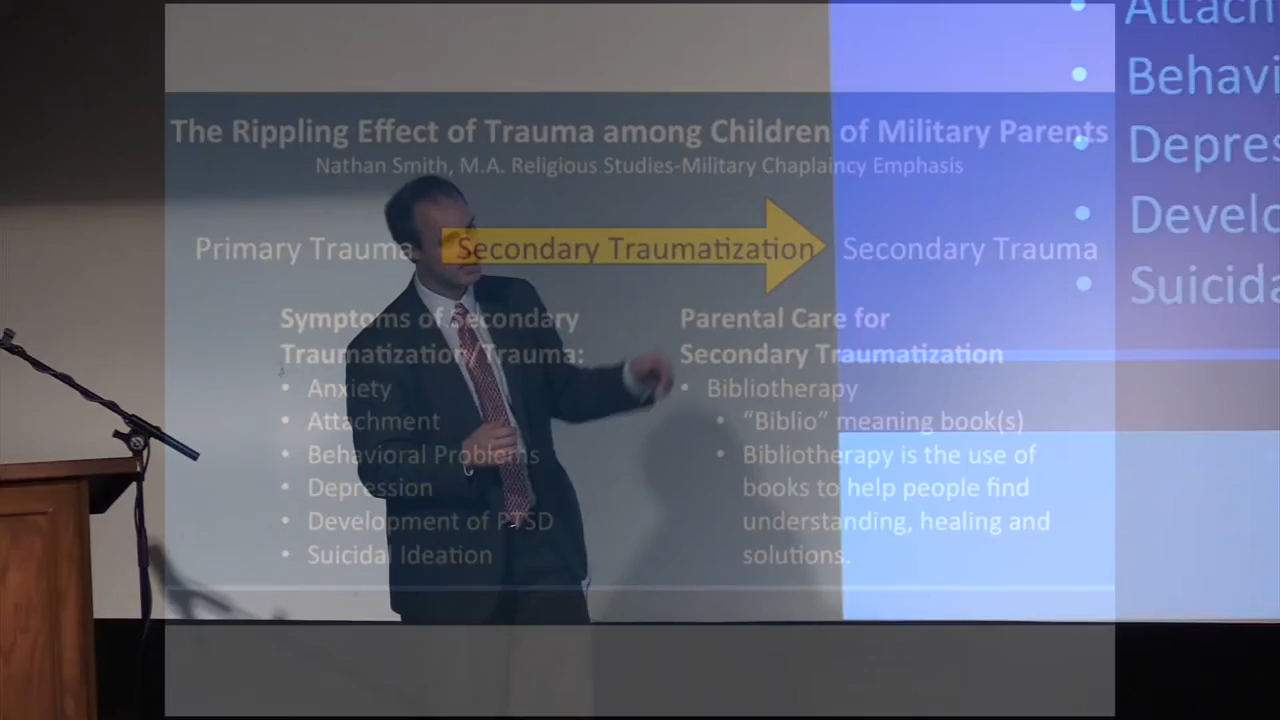 The Rippling Effect of Trauma among Children of Military Parents
Nathan Smith, M.A. Religious Studies-Military Chaplaincy Emphasis
Primary Trauma
Secondary Traumatization
Secondary Trauma
Symptoms of Secondary
Traumatization/Trauma:
• Anxiety
• Attachment
• Behavioral Problems
• Depression
• Development of PTSD
• Suicidal Ideation
Parental Care for
Secondary Traumatization
• Bibliotherapy
• “Biblio” meaning book(s)
• Bibliotherapy is the use of
books to help people find
understanding, healing and
solutions.
• Attach
• Behavi
• Depres
• Develo
• Suicida